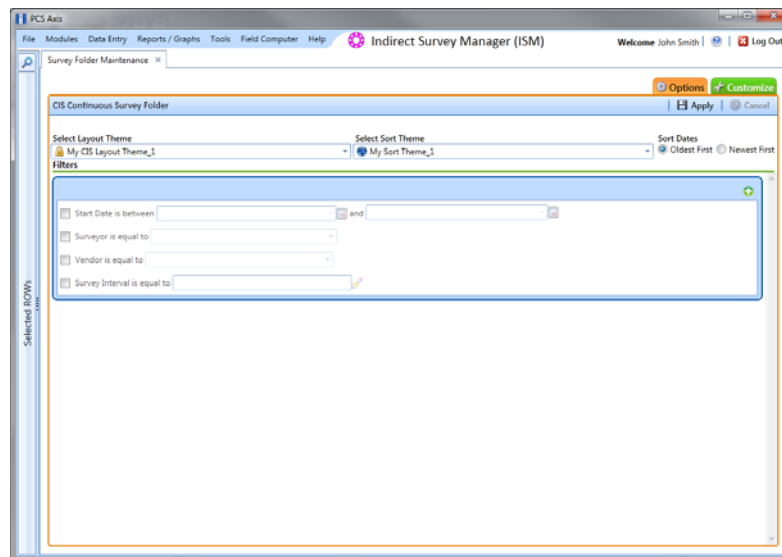 PCS Axis
File Modules Data Entry Reports / Graphs Tools Field Computer Help Indirect Survey Manager (ISM) Welcome John Smith | | Log Out
Survey Folder Maintenance ×
Options Customize
CIS Continuous Survey Folder | Apply | Cancel
Select Layout Theme Select Sort Theme Sort Dates
My CIS Layout Theme_1 My Sort Theme_1 Oldest First Newest First
Filters
Start Date is between and
Surveyor is equal to
Vendor is equal to
Survey Interval is equal to
Selected ROWs